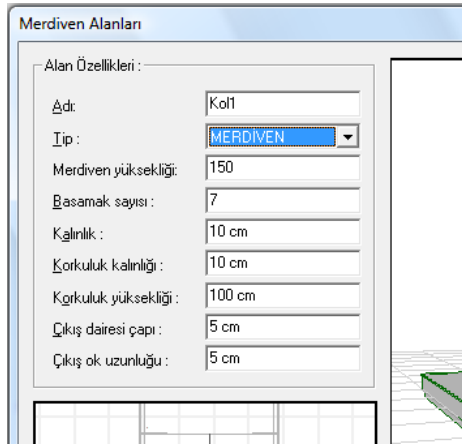 Merdiven Alanları
Alan Özellikleri :
Adı: Kol1
Tip : MERDİVEN
Merdiven yüksekliği: 150
Basamak sayısı : 7
Kalınlık : 10 cm
Korkuluk kalınlığı : 10 cm
Korkuluk yüksekliği : 100 cm
Çıkış dairesi çapı : 5 cm
Çıkış ok uzunluğu : 5 cm